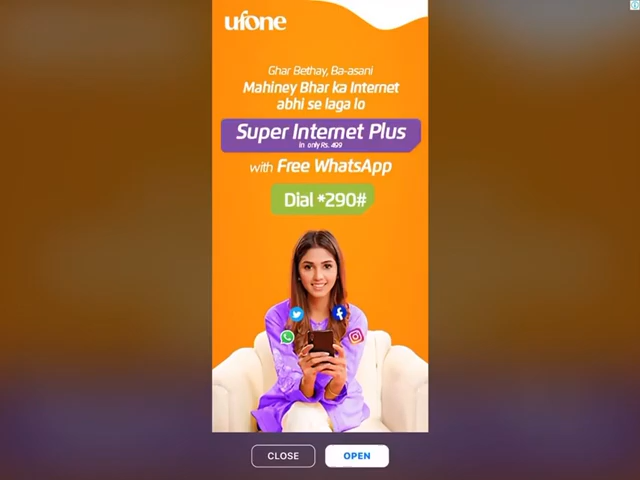 ufone
Ghar Bethay, Ba-asani
Mahiney Bhar ka Internet
abhi se laga lo
Super Internet Plus
in only Rs. 499
with Free WhatsApp
Dial *290#
CLOSE
OPEN